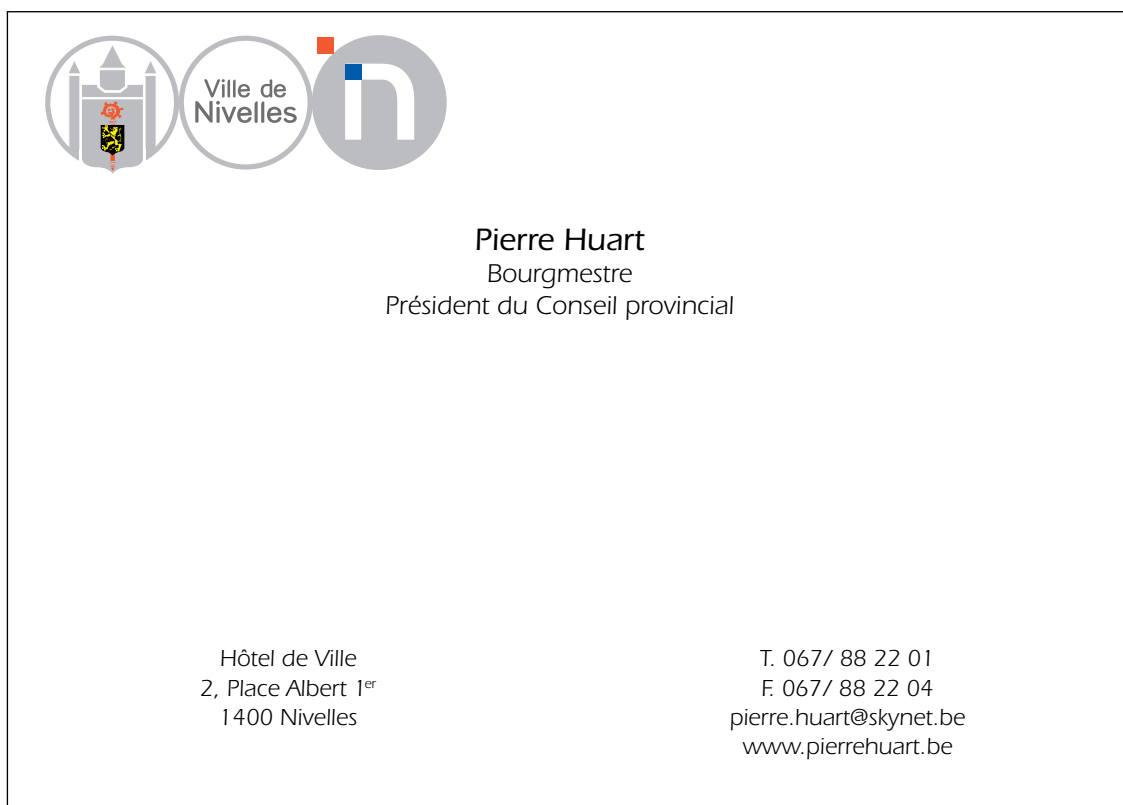 Ville de
Nivelles
n
Pierre Huart
Bourgmestre
Président du Conseil provincial
Hôtel de Ville
2, Place Albert 1er
1400 Nivelles
T. 067/ 88 22 01
F. 067/ 88 22 04
pierre.huart@skynet.be
www.pierrehuart.be